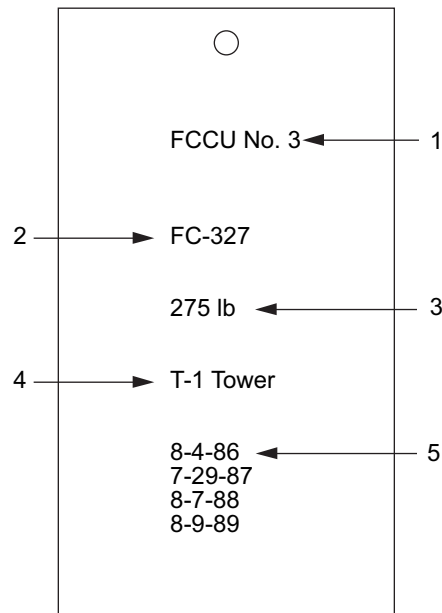 FCCU No. 3 1
2 FC-327
275 lb 3
4 T-1 Tower
8-4-86 5
7-29-87
8-7-88
8-9-89